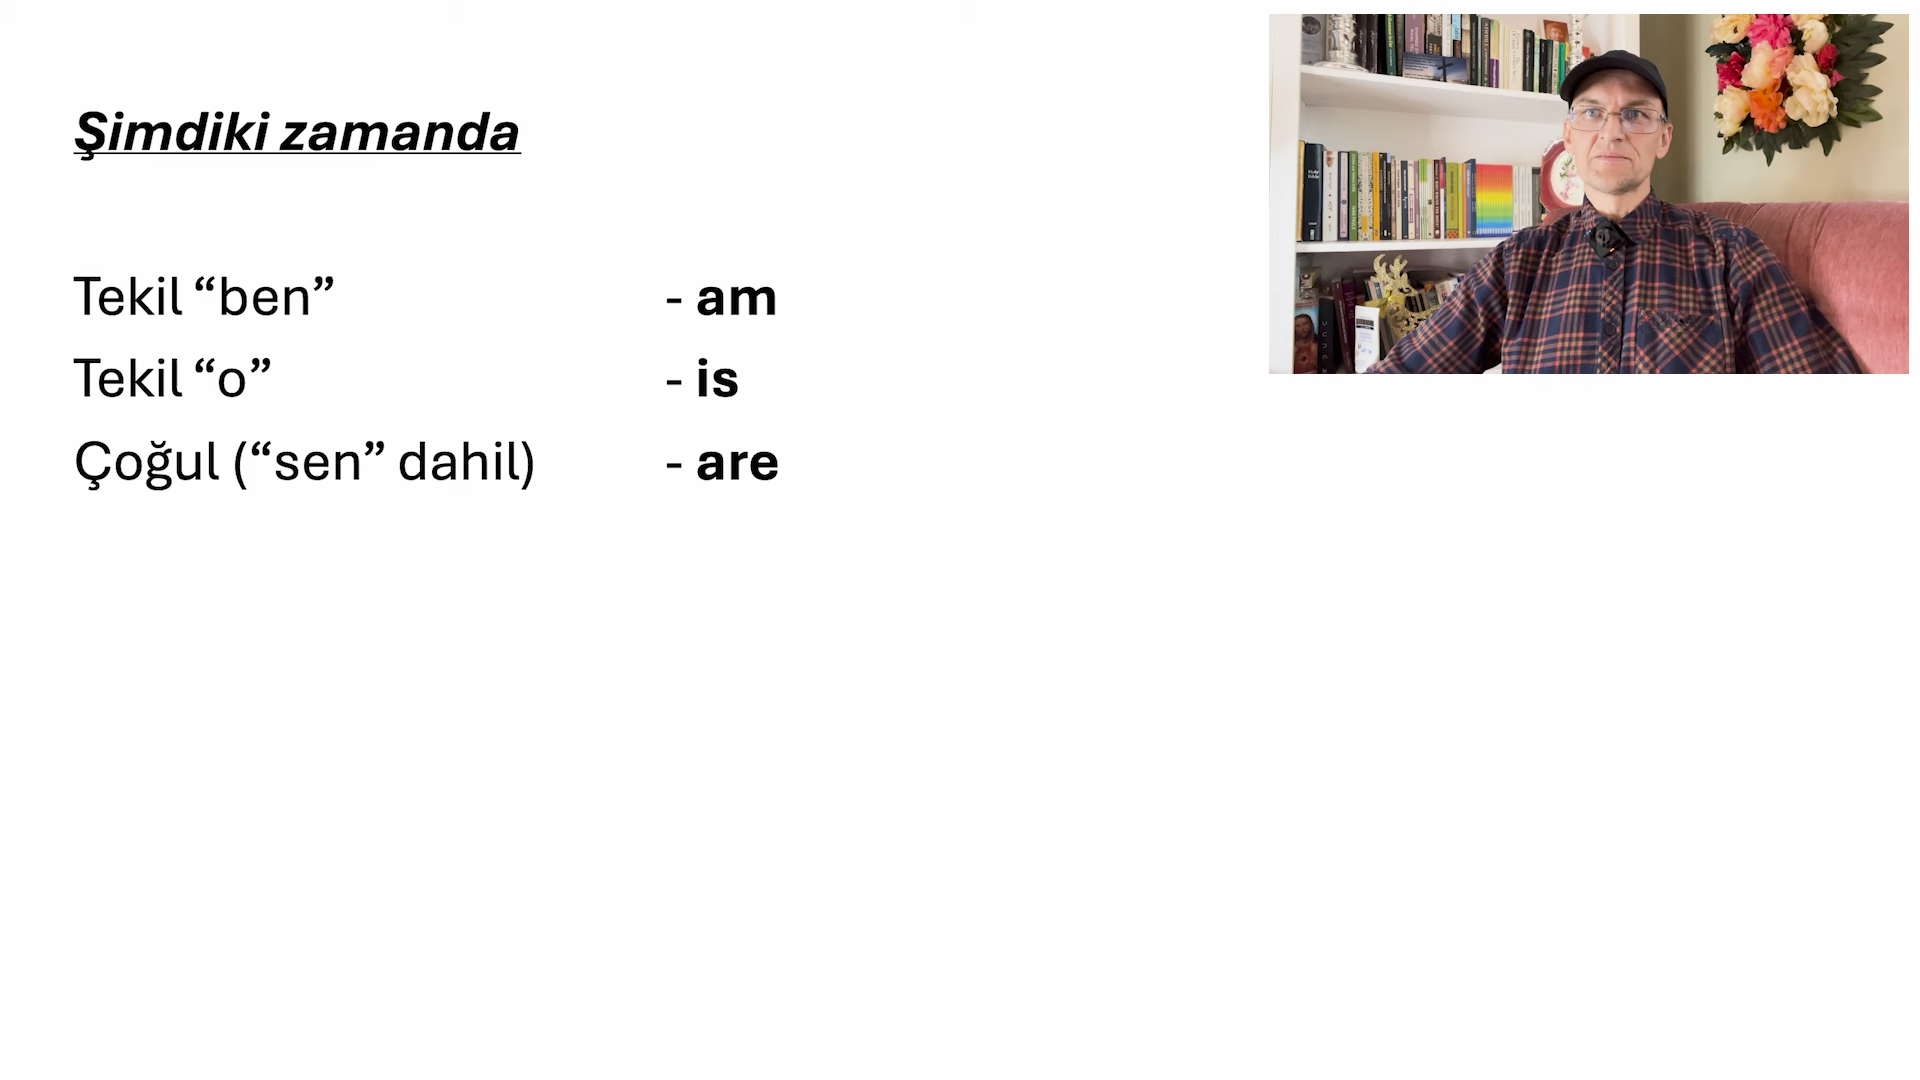 Şimdiki zamanda
Tekil “ben” - am
Tekil “o” - is
Çoğul (“sen” dahil) - are